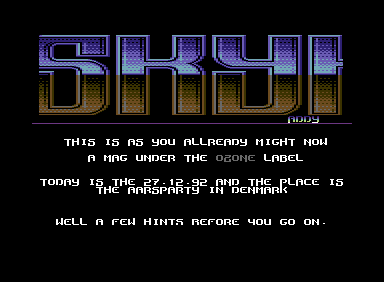 SKYH
ADDY
THIS IS AS YOU ALLREADY MIGHT NOW
A MAG UNDER THE OZONE LABEL
TODAY IS THE 27.12.92 AND THE PLACE IS
THE AARSPARTY IN DENMARK
WELL A FEW HINTS BEFORE YOU GO ON.